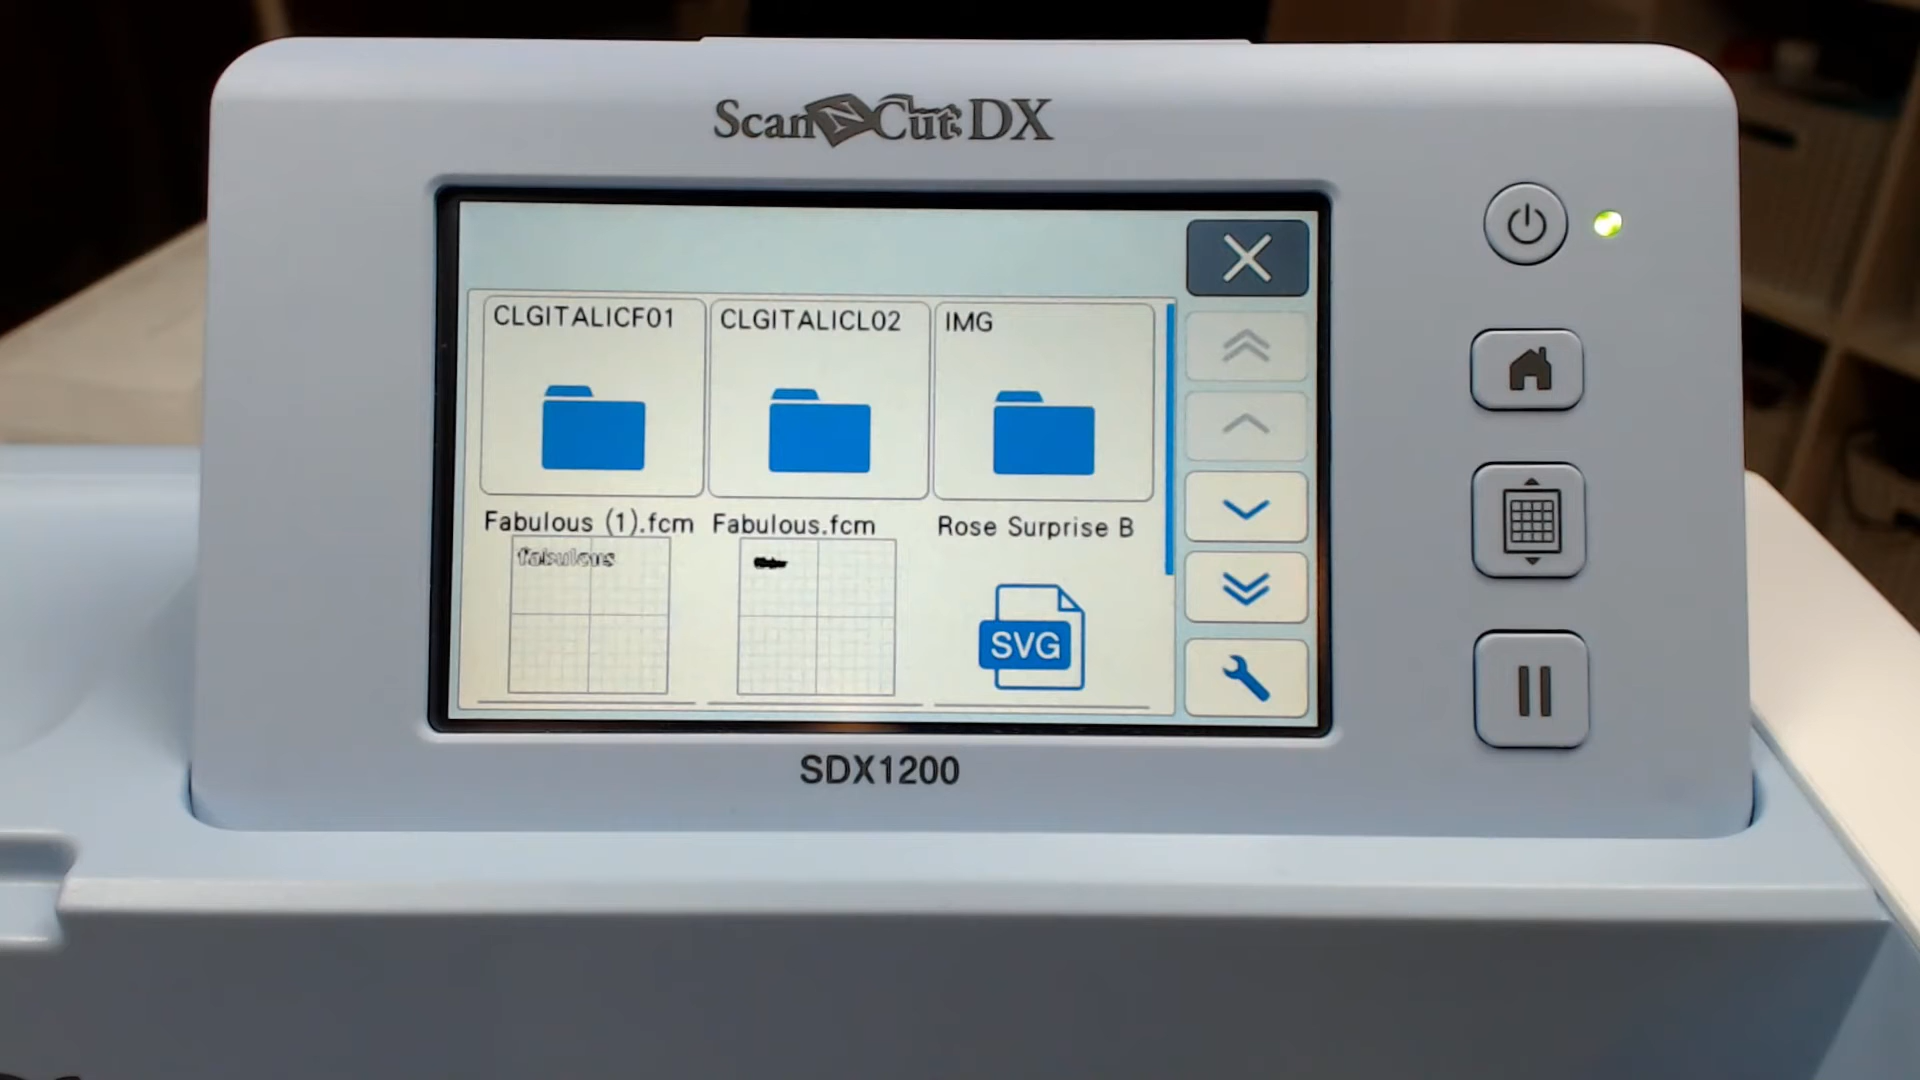 ScanNCut DX
CLGITALICF01
CLGITALICL02
IMG
Fabulous (1).fcm
Fabulous.fcm
Rose Surprise B
fabulous
SVG
SDX1200